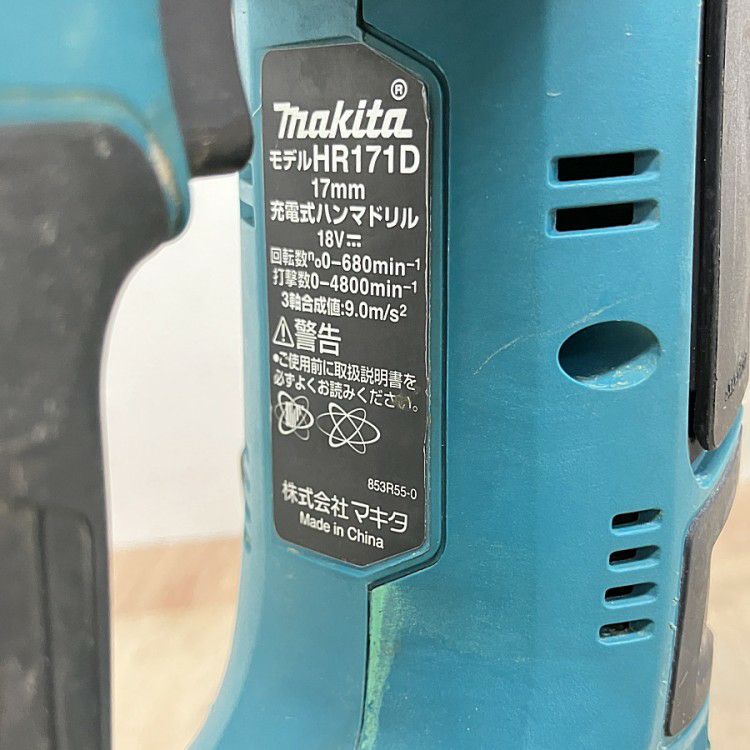 makita®
モデルHR171D
17mm
充電式ハンマドリル
18V⎓
回転数n₀0-680min⁻¹
打撃数0-4800min⁻¹
3軸合成値:9.0m/s²
⚠警告
●ご使用前に取扱説明書を
必ずよくお読みください。
853R55-0
株式会社マキタ
Made in China